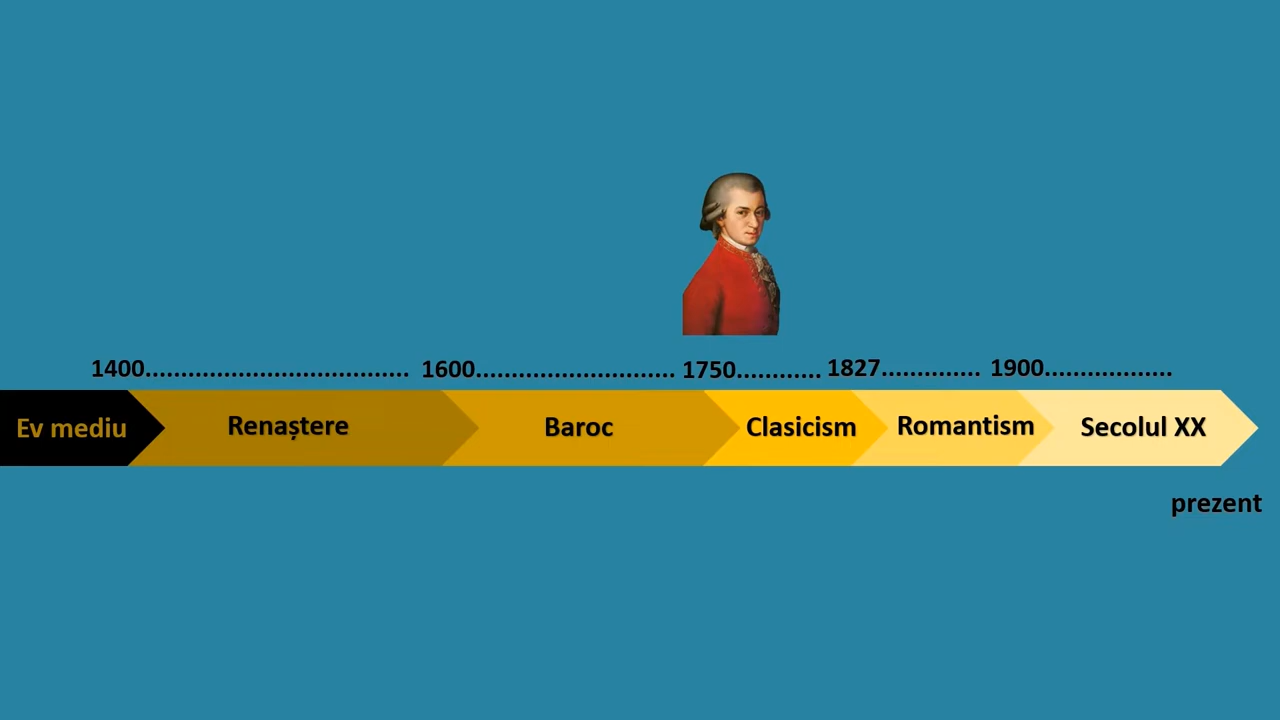 1400.....................................
1600............................
1750............
1827..............
1900..................
Ev mediu
Renaștere
Baroc
Clasicism
Romantism
Secolul XX
prezent